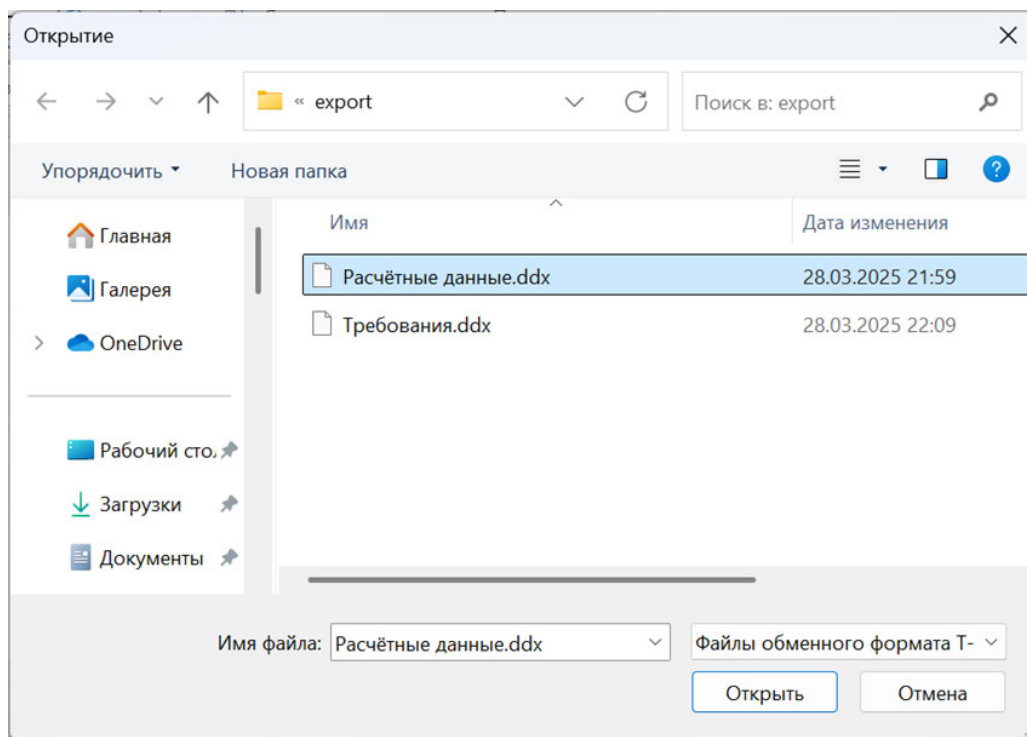 Открытие
« export
Поиск в: export
Упорядочить
Новая папка
Имя
Дата изменения
Главная
Галерея
OneDrive
Рабочий сто
Загрузки
Документы
Расчётные данные.ddx 28.03.2025 21:59
Требования.ddx 28.03.2025 22:09
Имя файла: Расчётные данные.ddx
Файлы обменного формата T-
Открыть
Отмена